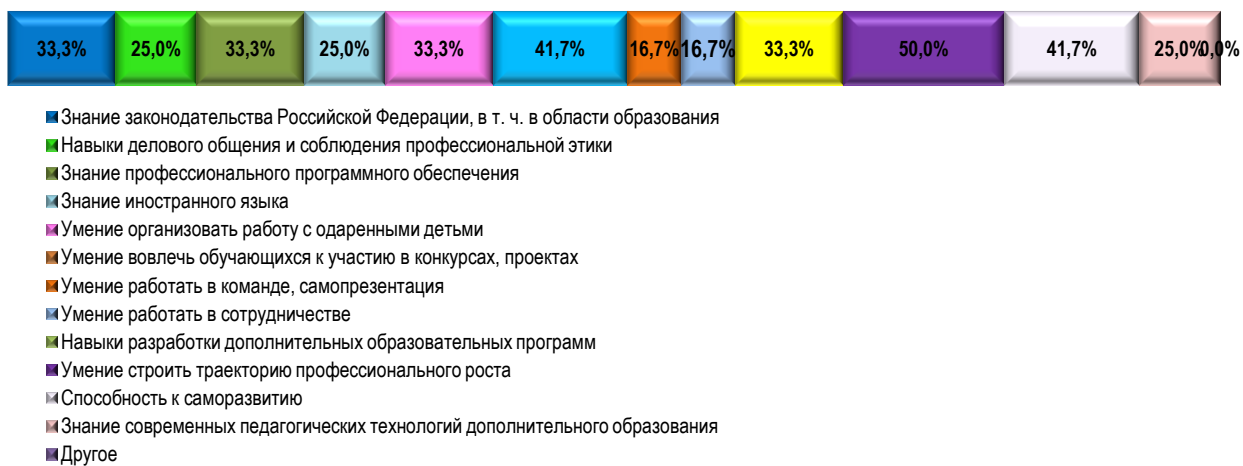 33,3% 25,0% 33,3% 25,0% 33,3% 41,7% 16,7% 16,7% 33,3% 50,0% 41,7% 25,0% 0,0%
Знание законодательства Российской Федерации, в т. ч. в области образования
Навыки делового общения и соблюдения профессиональной этики
Знание профессионального программного обеспечения
Знание иностранного языка
Умение организовать работу с одаренными детьми
Умение вовлечь обучающихся к участию в конкурсах, проектах
Умение работать в команде, самопрезентация
Умение работать в сотрудничестве
Навыки разработки дополнительных образовательных программ
Умение строить траекторию профессионального роста
Способность к саморазвитию
Знание современных педагогических технологий дополнительного образования
Другое